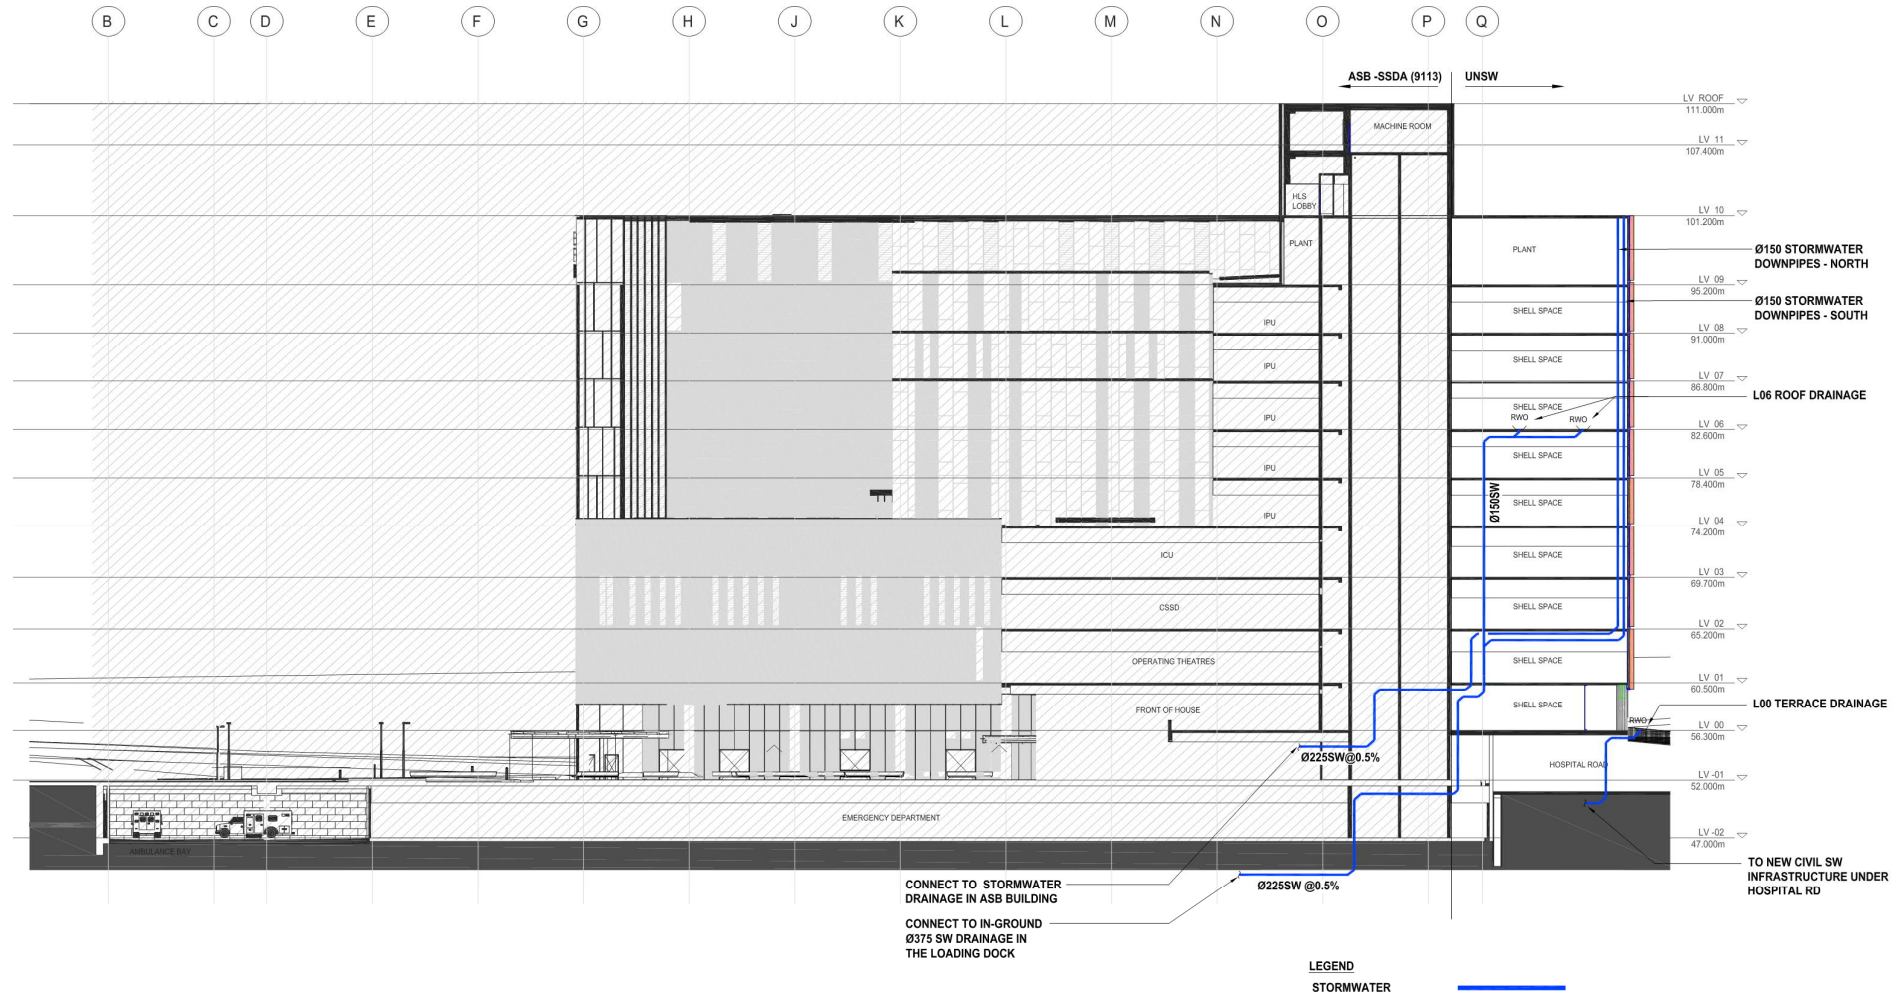 B C D E F G H J K L M N O P Q
ASB -SSDA (9113) UNSW
LV ROOF
111.000m
MACHINE ROOM
LV 11
107.400m
HLS
LOBBY
LV 10
101.200m
PLANT
PLANT
Ø150 STORMWATER
DOWNPIPES - NORTH
LV 09
95.200m
Ø150 STORMWATER
DOWNPIPES - SOUTH
IPU
SHELL SPACE
LV 08
91.000m
IPU
SHELL SPACE
LV 07
86.800m
L06 ROOF DRAINAGE
IPU
SHELL SPACE
RWO
RWO
LV 06
82.600m
IPU
SHELL SPACE
LV 05
78.400m
Ø150SW
IPU
SHELL SPACE
LV 04
74.200m
ICU
SHELL SPACE
LV 03
69.700m
CSSD
SHELL SPACE
LV 02
65.200m
OPERATING THEATRES
SHELL SPACE
LV 01
60.500m
FRONT OF HOUSE
SHELL SPACE
L00 TERRACE DRAINAGE
RWO
LV 00
56.300m
Ø225SW@0.5%
HOSPITAL ROAD
LV -01
52.000m
EMERGENCY DEPARTMENT
LV -02
47.000m
AMBULANCE BAY
TO NEW CIVIL SW
INFRASTRUCTURE UNDER
HOSPITAL RD
CONNECT TO STORMWATER
DRAINAGE IN ASB BUILDING
Ø225SW @0.5%
CONNECT TO IN-GROUND
Ø375 SW DRAINAGE IN
THE LOADING DOCK
LEGEND
STORMWATER